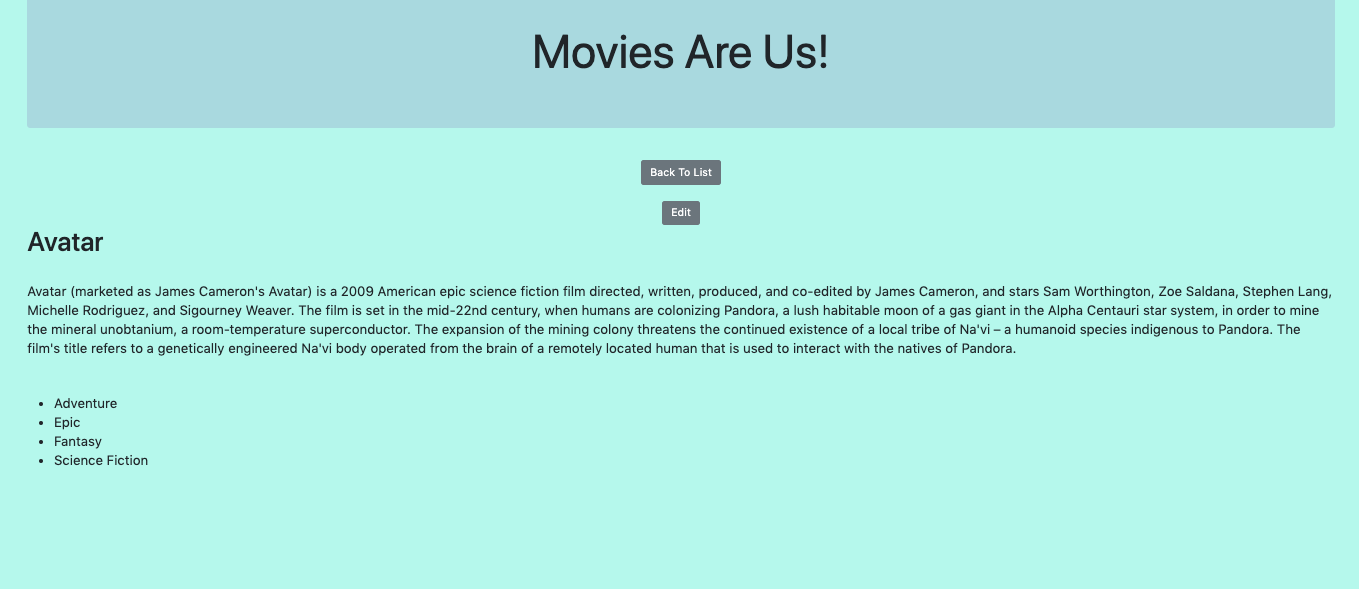 Movies Are Us!
Back To List
Edit
Avatar
Avatar (marketed as James Cameron's Avatar) is a 2009 American epic science fiction film directed, written, produced, and co-edited by James Cameron, and stars Sam Worthington, Zoe Saldana, Stephen Lang,
Michelle Rodriguez, and Sigourney Weaver. The film is set in the mid-22nd century, when humans are colonizing Pandora, a lush habitable moon of a gas giant in the Alpha Centauri star system, in order to mine
the mineral unobtanium, a room-temperature superconductor. The expansion of the mining colony threatens the continued existence of a local tribe of Na'vi – a humanoid species indigenous to Pandora. The
film's title refers to a genetically engineered Na'vi body operated from the brain of a remotely located human that is used to interact with the natives of Pandora.
• Adventure
• Epic
• Fantasy
• Science Fiction